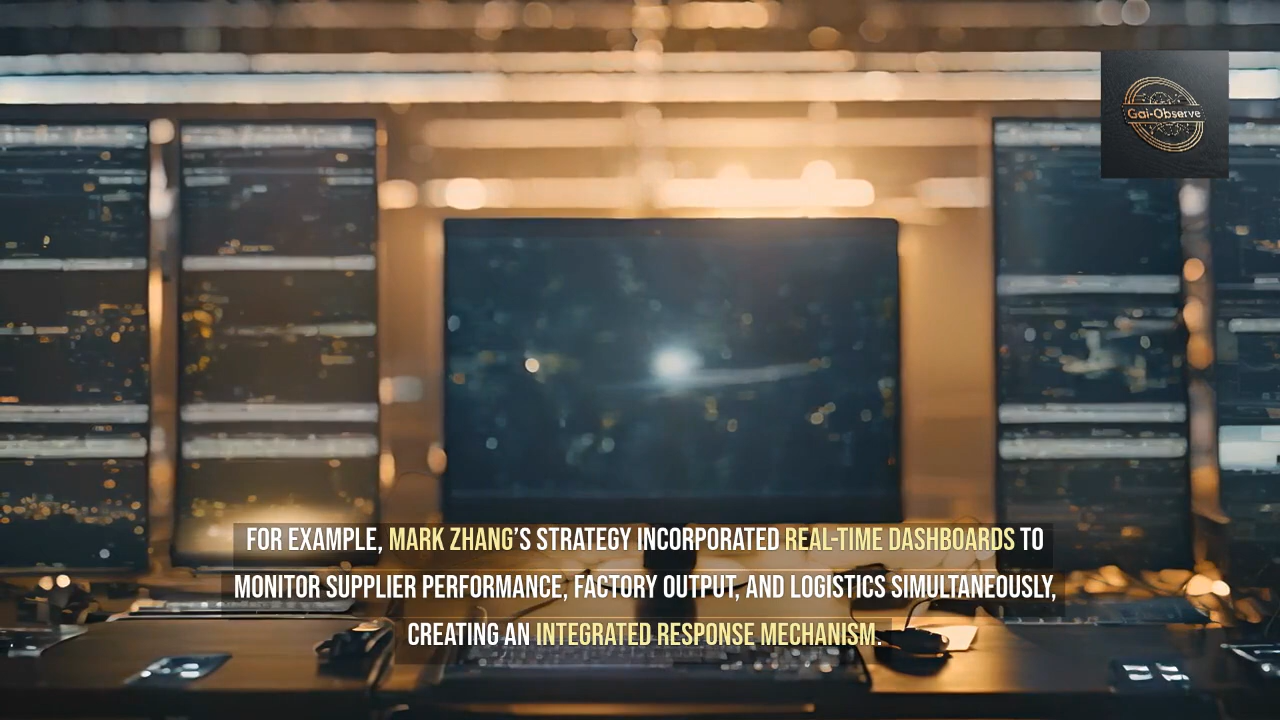 Gai-Observe
FOR EXAMPLE, MARK ZHANG'S STRATEGY INCORPORATED REAL-TIME DASHBOARDS TO
MONITOR SUPPLIER PERFORMANCE, FACTORY OUTPUT, AND LOGISTICS SIMULTANEOUSLY,
CREATING AN INTEGRATED RESPONSE MECHANISM.